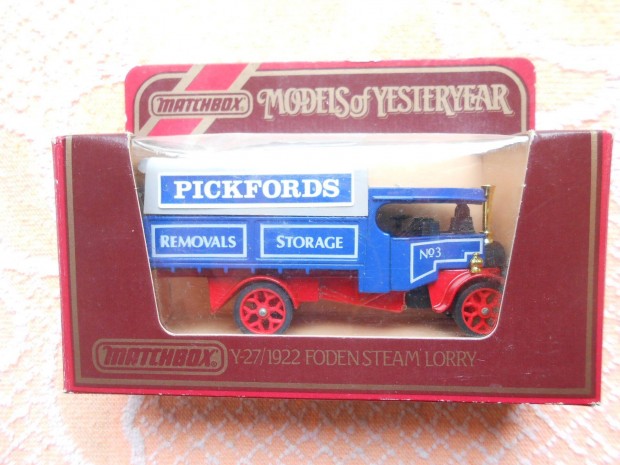 MATCHBOX MODELS of YESTERYEAR
PICKFORDS
REMOVALS STORAGE
No3
MATCHBOX Y-27/1922 FODEN STEAM LORRY